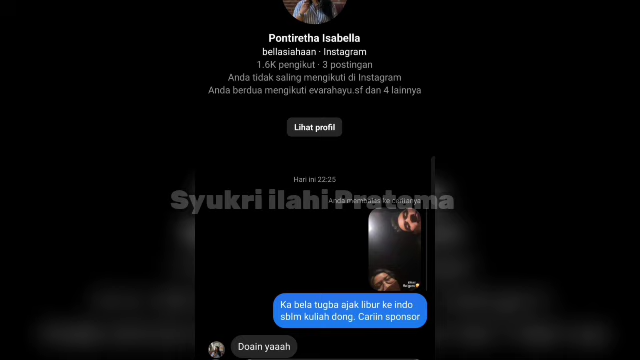 Pontiretha Isabella
bellasiahaan · Instagram
1.6K pengikut · 3 postingan
Anda tidak saling mengikuti di Instagram
Anda berdua mengikuti evarahayu.sf dan 4 lainnya
Lihat profil
Hari ini 22:25
Syukri ilahi Pratama
Anda membalas ke ceritanya
Ka bela tugba ajak libur ke indo
sblm kuliah dong. Cariin sponsor
Doain yaaah